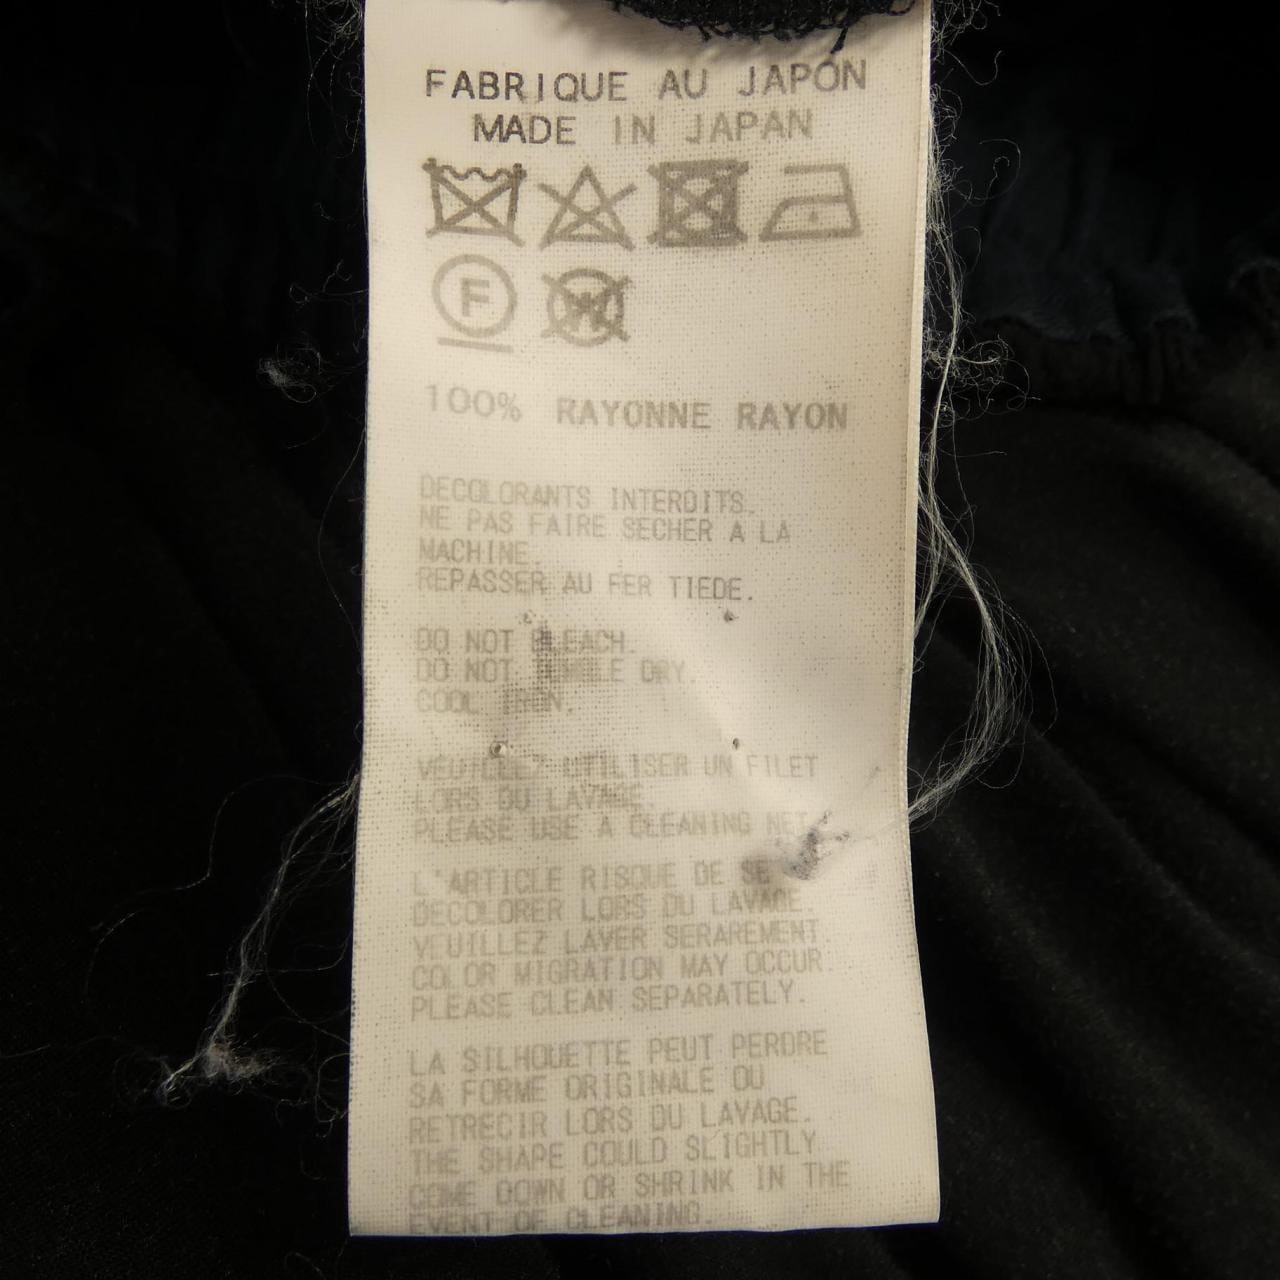 FABRIQUE AU JAPON
MADE IN JAPAN
F
W
100% RAYONNE RAYON
DECOLORANTS INTERDITS.
NE PAS FAIRE SECHER A LA
MACHINE.
REPASSER AU FER TIEDE.
DO NOT BLEACH.
DO NOT TUMBLE DRY.
COOL IRON.
VEUILLEZ UTILISER UN FILET
LORS DU LAVAGE.
PLEASE USE A CLEANING NET.
L'ARTICLE RISQUE DE SE
DECOLORER LORS DU LAVAGE.
VEUILLEZ LAVER SERAREMENT.
COLOR MIGRATION MAY OCCUR.
PLEASE CLEAN SEPARATELY.
LA SILHOUETTE PEUT PERDRE
SA FORME ORIGINALE OU
RETRECIR LORS DU LAVAGE.
THE SHAPE COULD SLIGHTLY
COME DOWN OR SHRINK IN THE
EVENT OF CLEANING.